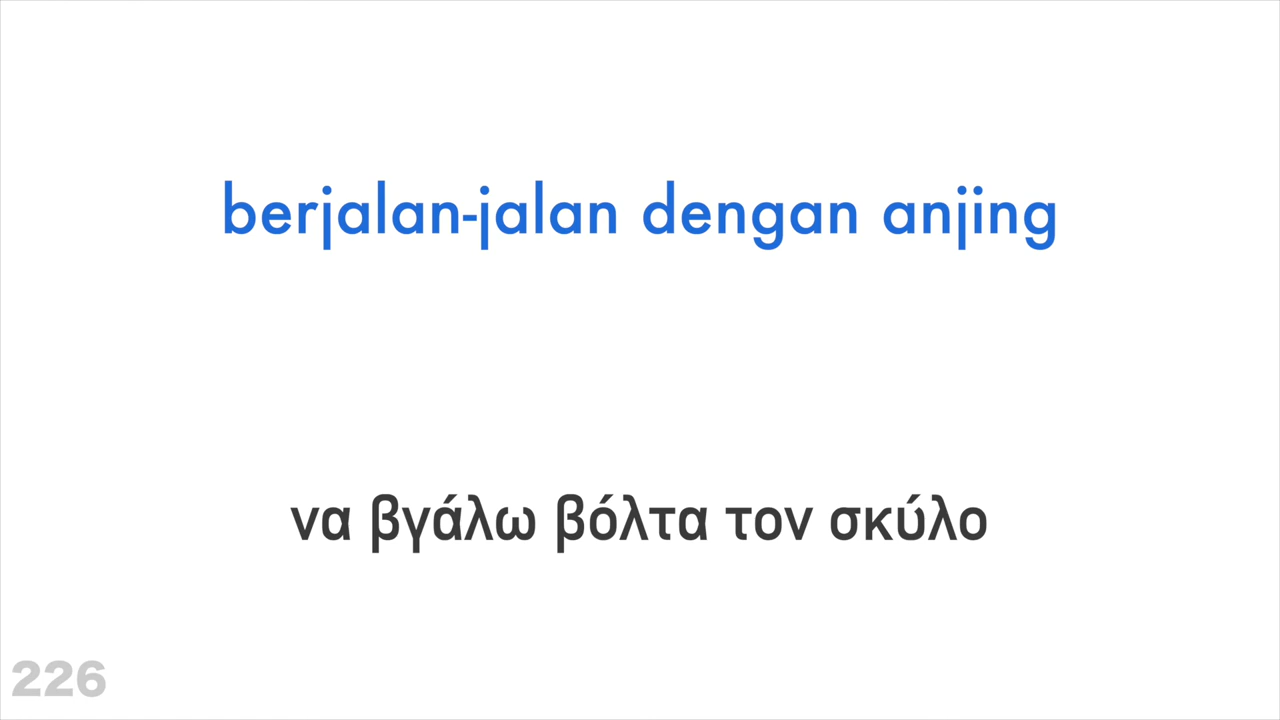 berjalan-jalan dengan anjing
να βγάλω βόλτα τον σκύλο
226